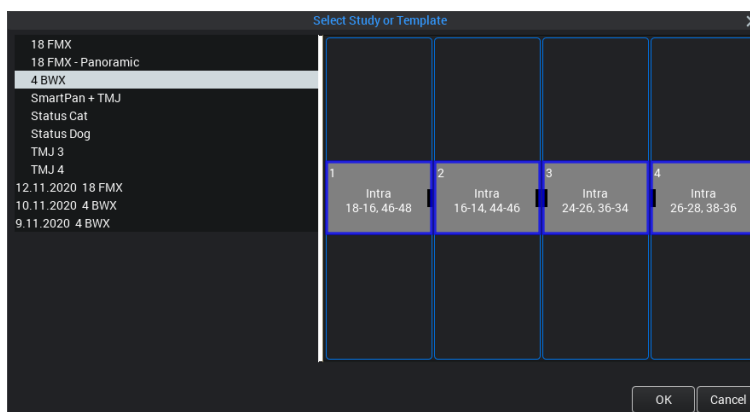 Select Study or Template
18 FMX
18 FMX - Panoramic
4 BWX
SmartPan + TMJ
Status Cat
Status Dog
TMJ 3
TMJ 4
12.11.2020 18 FMX
10.11.2020 4 BWX
9.11.2020 4 BWX
1
Intra
18-16, 46-48
2
Intra
16-14, 44-46
3
Intra
24-26, 36-34
4
Intra
26-28, 38-36
OK
Cancel